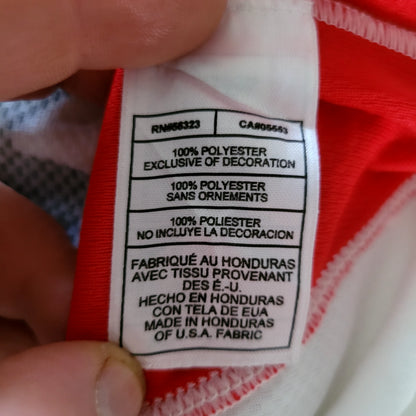 RN#56323 CA#05553
100% POLYESTER
EXCLUSIVE OF DECORATION
100% POLYESTER
SANS ORNEMENTS
100% POLIESTER
NO INCLUYE LA DECORACION
FABRIQUÉ AU HONDURAS
AVEC TISSU PROVENANT
DES É.-U.
HECHO EN HONDURAS
CON TELA DE EUA
MADE IN HONDURAS
OF U.S.A. FABRIC